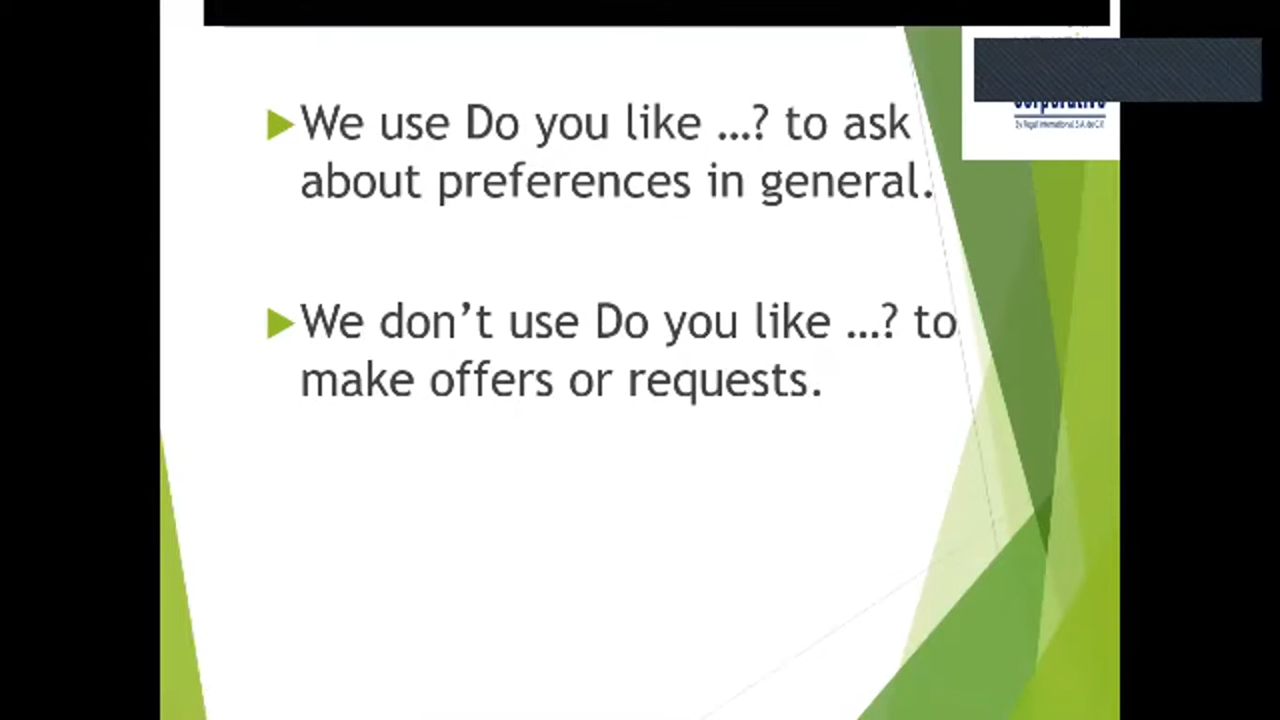 We use Do you like …? to ask
about preferences in general.
We don’t use Do you like …? to
make offers or requests.